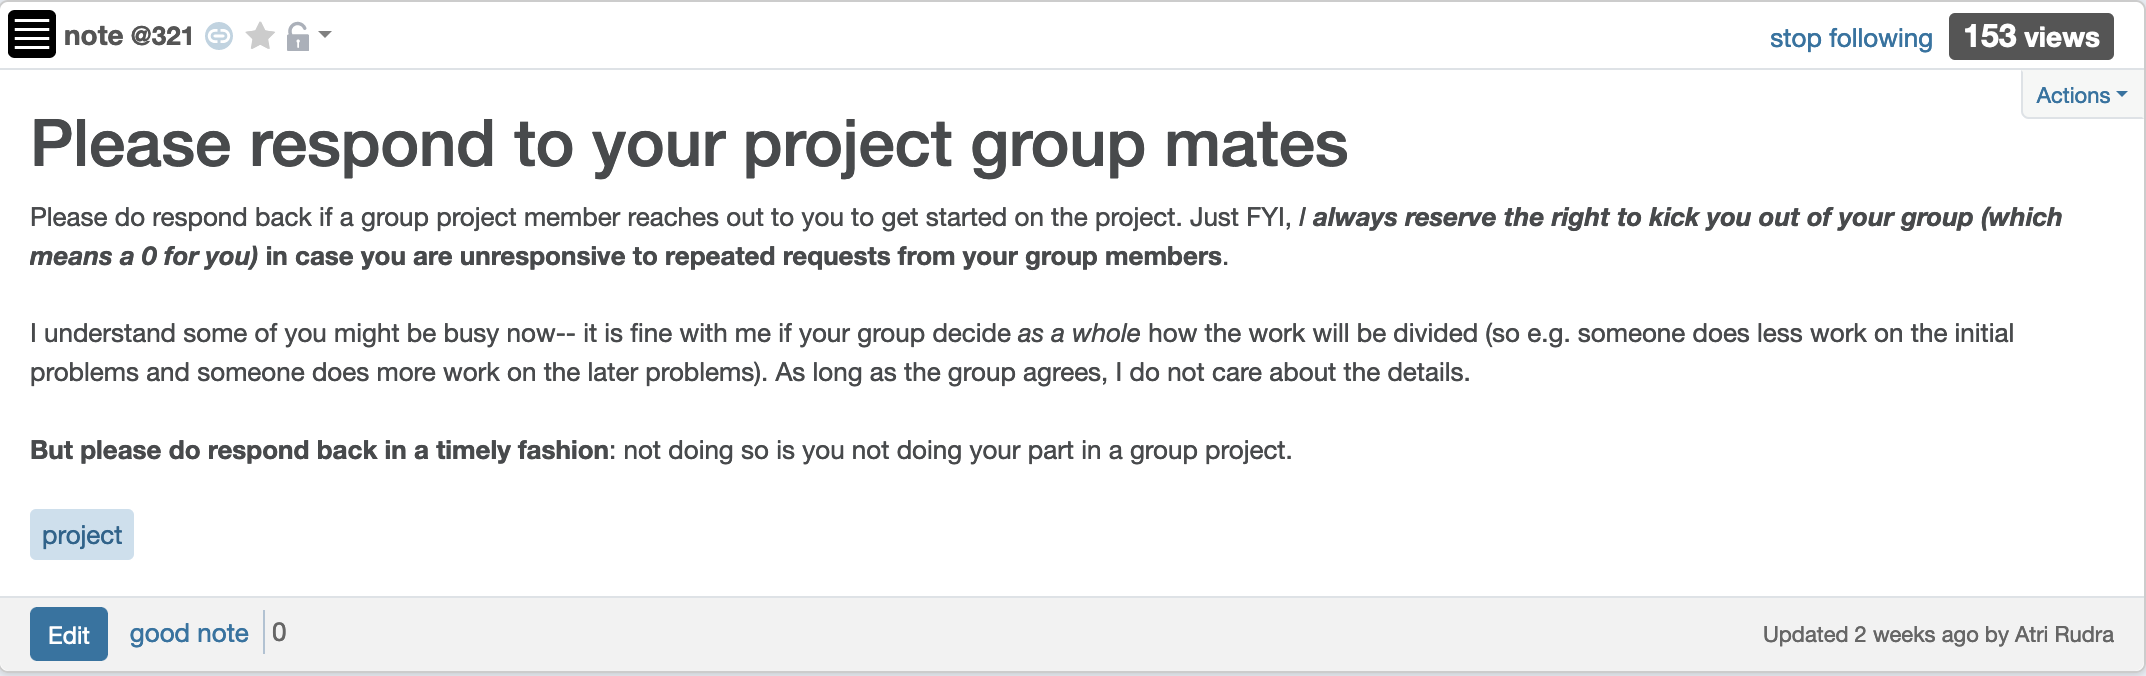 note @321
stop following 153 views
Actions
Please respond to your project group mates
Please do respond back if a group project member reaches out to you to get started on the project. Just FYI, I always reserve the right to kick you out of your group (which
means a 0 for you) in case you are unresponsive to repeated requests from your group members.
I understand some of you might be busy now-- it is fine with me if your group decide as a whole how the work will be divided (so e.g. someone does less work on the initial
problems and someone does more work on the later problems). As long as the group agrees, I do not care about the details.
But please do respond back in a timely fashion: not doing so is you not doing your part in a group project.
project
Edit good note 0
Updated 2 weeks ago by Atri Rudra